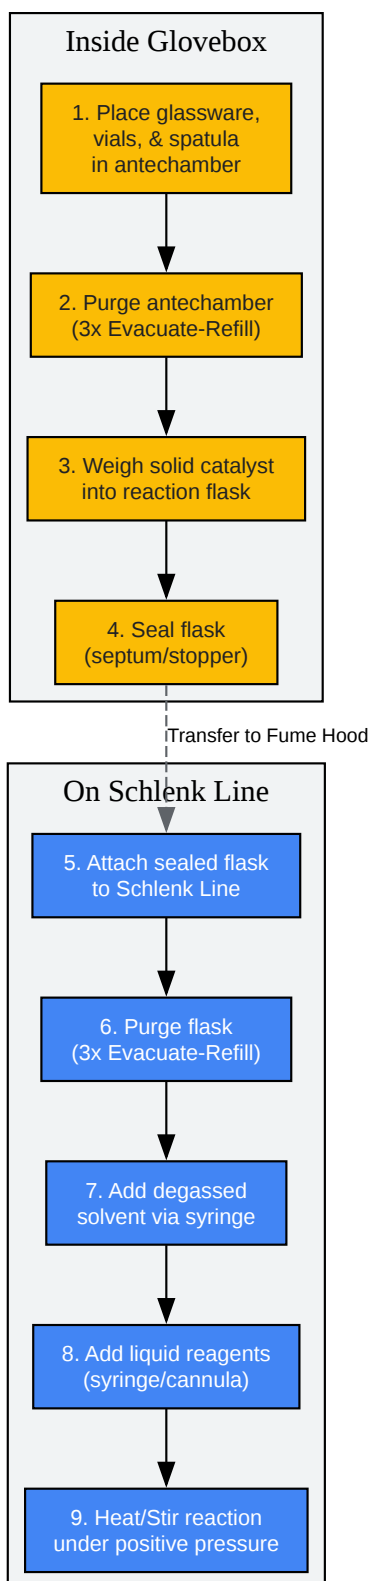 Inside Glovebox
1. Place glassware,
vials, & spatula
in antechamber
2. Purge antechamber
(3x Evacuate-Refill)
3. Weigh solid catalyst
into reaction flask
4. Seal flask
(septum/stopper)
Transfer to Fume Hood
On Schlenk Line
5. Attach sealed flask
to Schlenk Line
6. Purge flask
(3x Evacuate-Refill)
7. Add degassed
solvent via syringe
8. Add liquid reagents
(syringe/cannula)
9. Heat/Stir reaction
under positive pressure